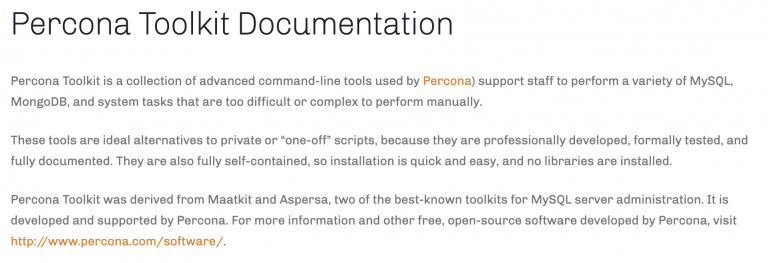 Percona Toolkit Documentation
Percona Toolkit is a collection of advanced command-line tools used by Percona) support staff to perform a variety of MySQL,
MongoDB, and system tasks that are too difficult or complex to perform manually.
These tools are ideal alternatives to private or “one-off” scripts, because they are professionally developed, formally tested, and
fully documented. They are also fully self-contained, so installation is quick and easy, and no libraries are installed.
Percona Toolkit was derived from Maatkit and Aspersa, two of the best-known toolkits for MySQL server administration. It is
developed and supported by Percona. For more information and other free, open-source software developed by Percona, visit
http://www.percona.com/software/.